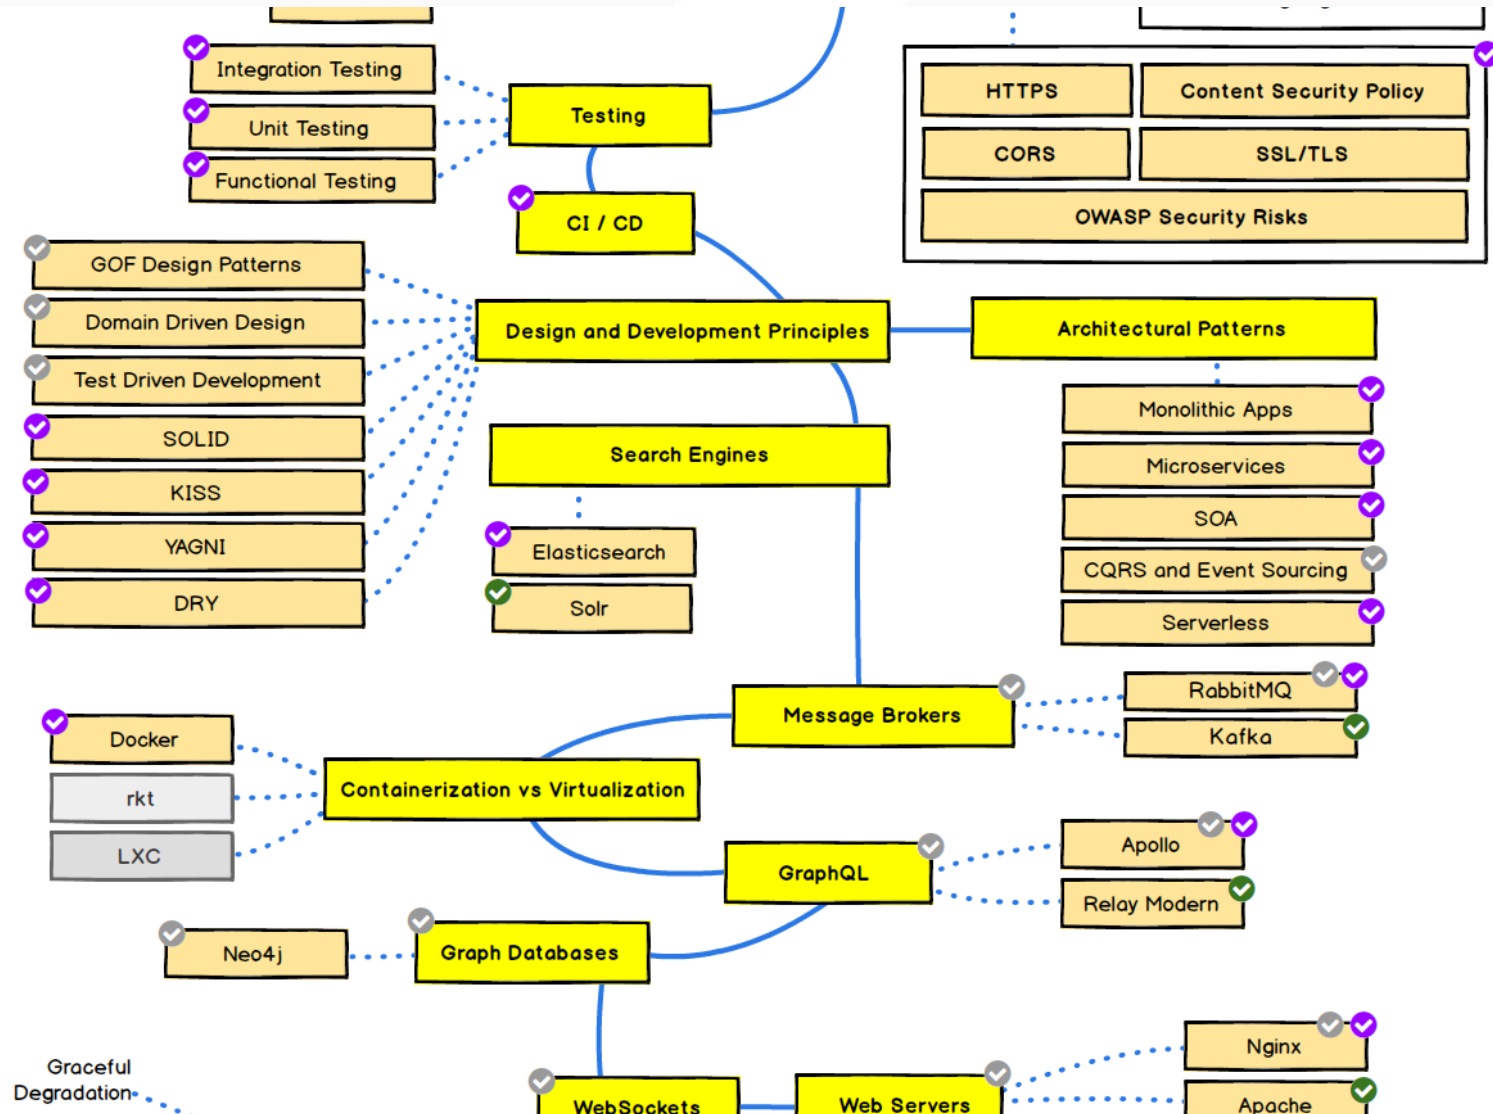 Integration Testing
Unit Testing
Functional Testing
Testing
CI / CD
HTTPS
Content Security Policy
CORS
SSL/TLS
OWASP Security Risks
GOF Design Patterns
Domain Driven Design
Test Driven Development
SOLID
KISS
YAGNI
DRY
Design and Development Principles
Architectural Patterns
Monolithic Apps
Microservices
SOA
CQRS and Event Sourcing
Serverless
Search Engines
Elasticsearch
Solr
Message Brokers
RabbitMQ
Kafka
Docker
rkt
LXC
Containerization vs Virtualization
GraphQL
Apollo
Relay Modern
Graph Databases
Neo4j
Graceful
Degradation
WebSockets
Web Servers
Nginx
Apache